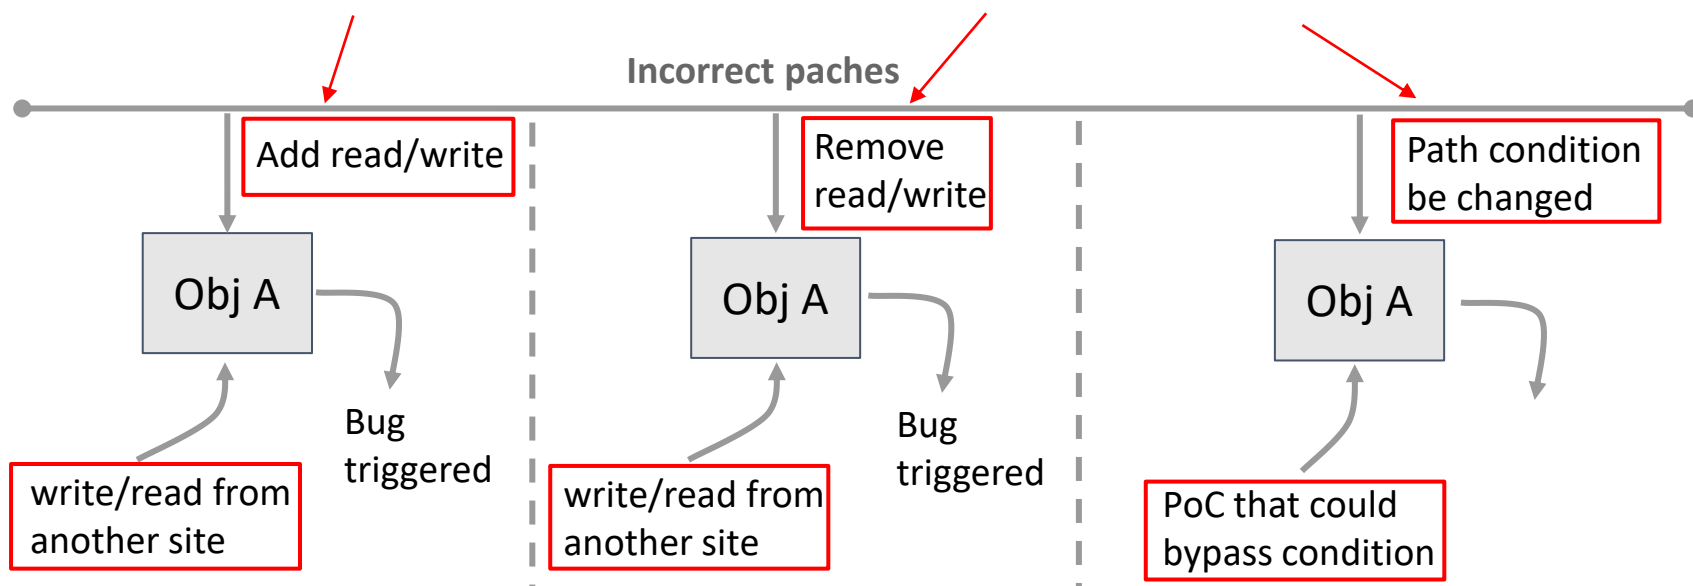 Incorrect paches
Add read/write
Obj A
Bug
triggered
write/read from
another site
Remove
read/write
Obj A
Bug
triggered
write/read from
another site
Path condition
be changed
Obj A
PoC that could
bypass condition